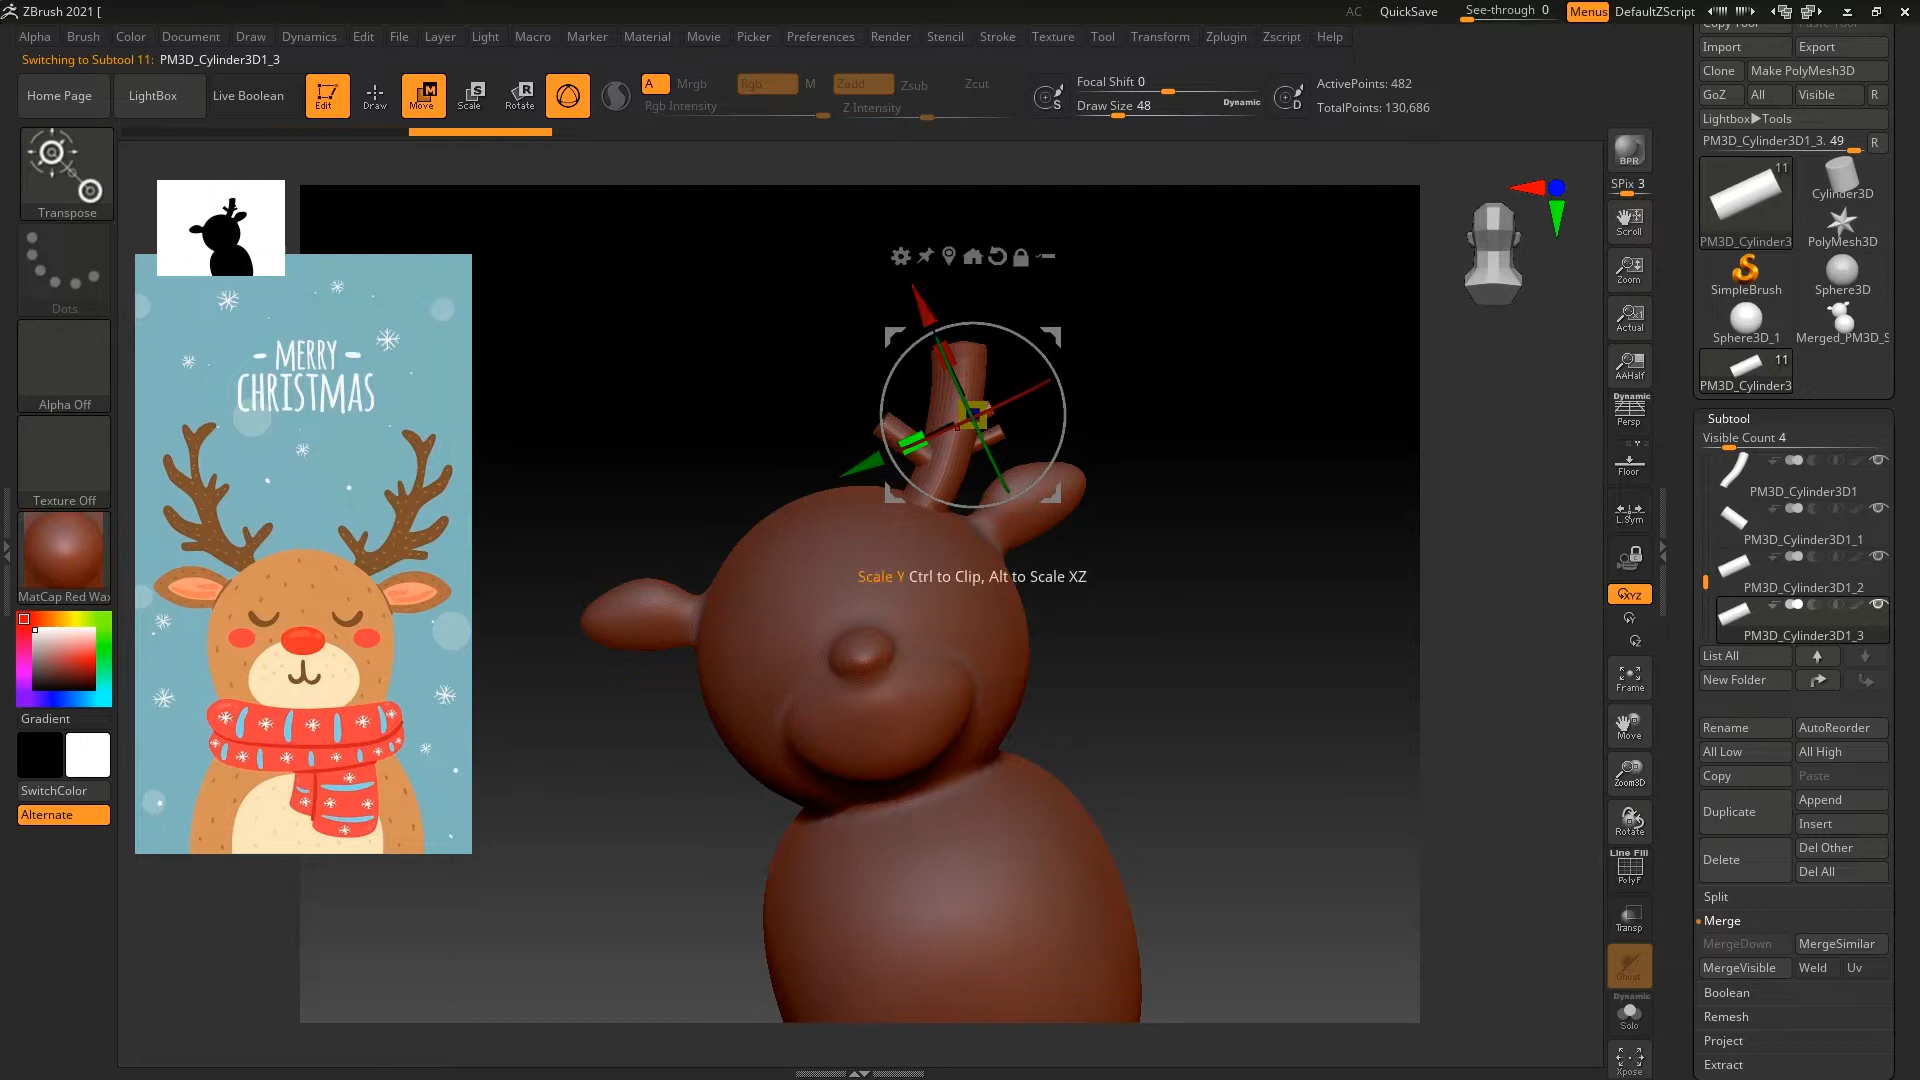 ZBrush 2021 [
AC QuickSave See-through 0 Menus DefaultZScript
Alpha Brush Color Document Draw Dynamics Edit File Layer Light Macro Marker Material Movie Picker Preferences Render Stencil Stroke Texture Tool Transform Zplugin Zscript Help
Switching to Subtool 11: PM3D_Cylinder3D1_3
Home Page LightBox Live Boolean Edit Draw Move Scale Rotate
A Mrgb Rgb M Zadd Zsub Zcut
Rgb Intensity Z Intensity
Focal Shift 0
Draw Size 48 Dynamic
ActivePoints: 482
TotalPoints: 130,686
Transpose
Dots
Alpha Off
Texture Off
MatCap Red Wax
Gradient
SwitchColor
Alternate
MERRY
CHRISTMAS
Scale Y Ctrl to Clip, Alt to Scale XZ
BPR
SPix 3
Scroll
Zoom
Actual
AAHalf
Dynamic
Persp
Floor
L.Sym
XYZ
Y
Z
Frame
Move
Zoom3D
Rotate
Line Fill
PolyF
Transp
Ghost
Dynamic
Solo
Xpose
Copy Tool Paste Tool
Import Export
Clone Make PolyMesh3D
GoZ All Visible R
Lightbox▶Tools
PM3D_Cylinder3D1_3. 49 R
11
PM3D_Cylinder3 Cylinder3D
PolyMesh3D
SimpleBrush Sphere3D
Sphere3D_1 Merged_PM3D_S
11
PM3D_Cylinder3
Subtool
Visible Count 4
PM3D_Cylinder3D1
PM3D_Cylinder3D1_1
PM3D_Cylinder3D1_2
PM3D_Cylinder3D1_3
List All
New Folder
Rename AutoReorder
All Low All High
Copy Paste
Duplicate Append
Insert
Delete Del Other
Del All
Split
Merge
MergeDown MergeSimilar
MergeVisible Weld Uv
Boolean
Remesh
Project
Extract